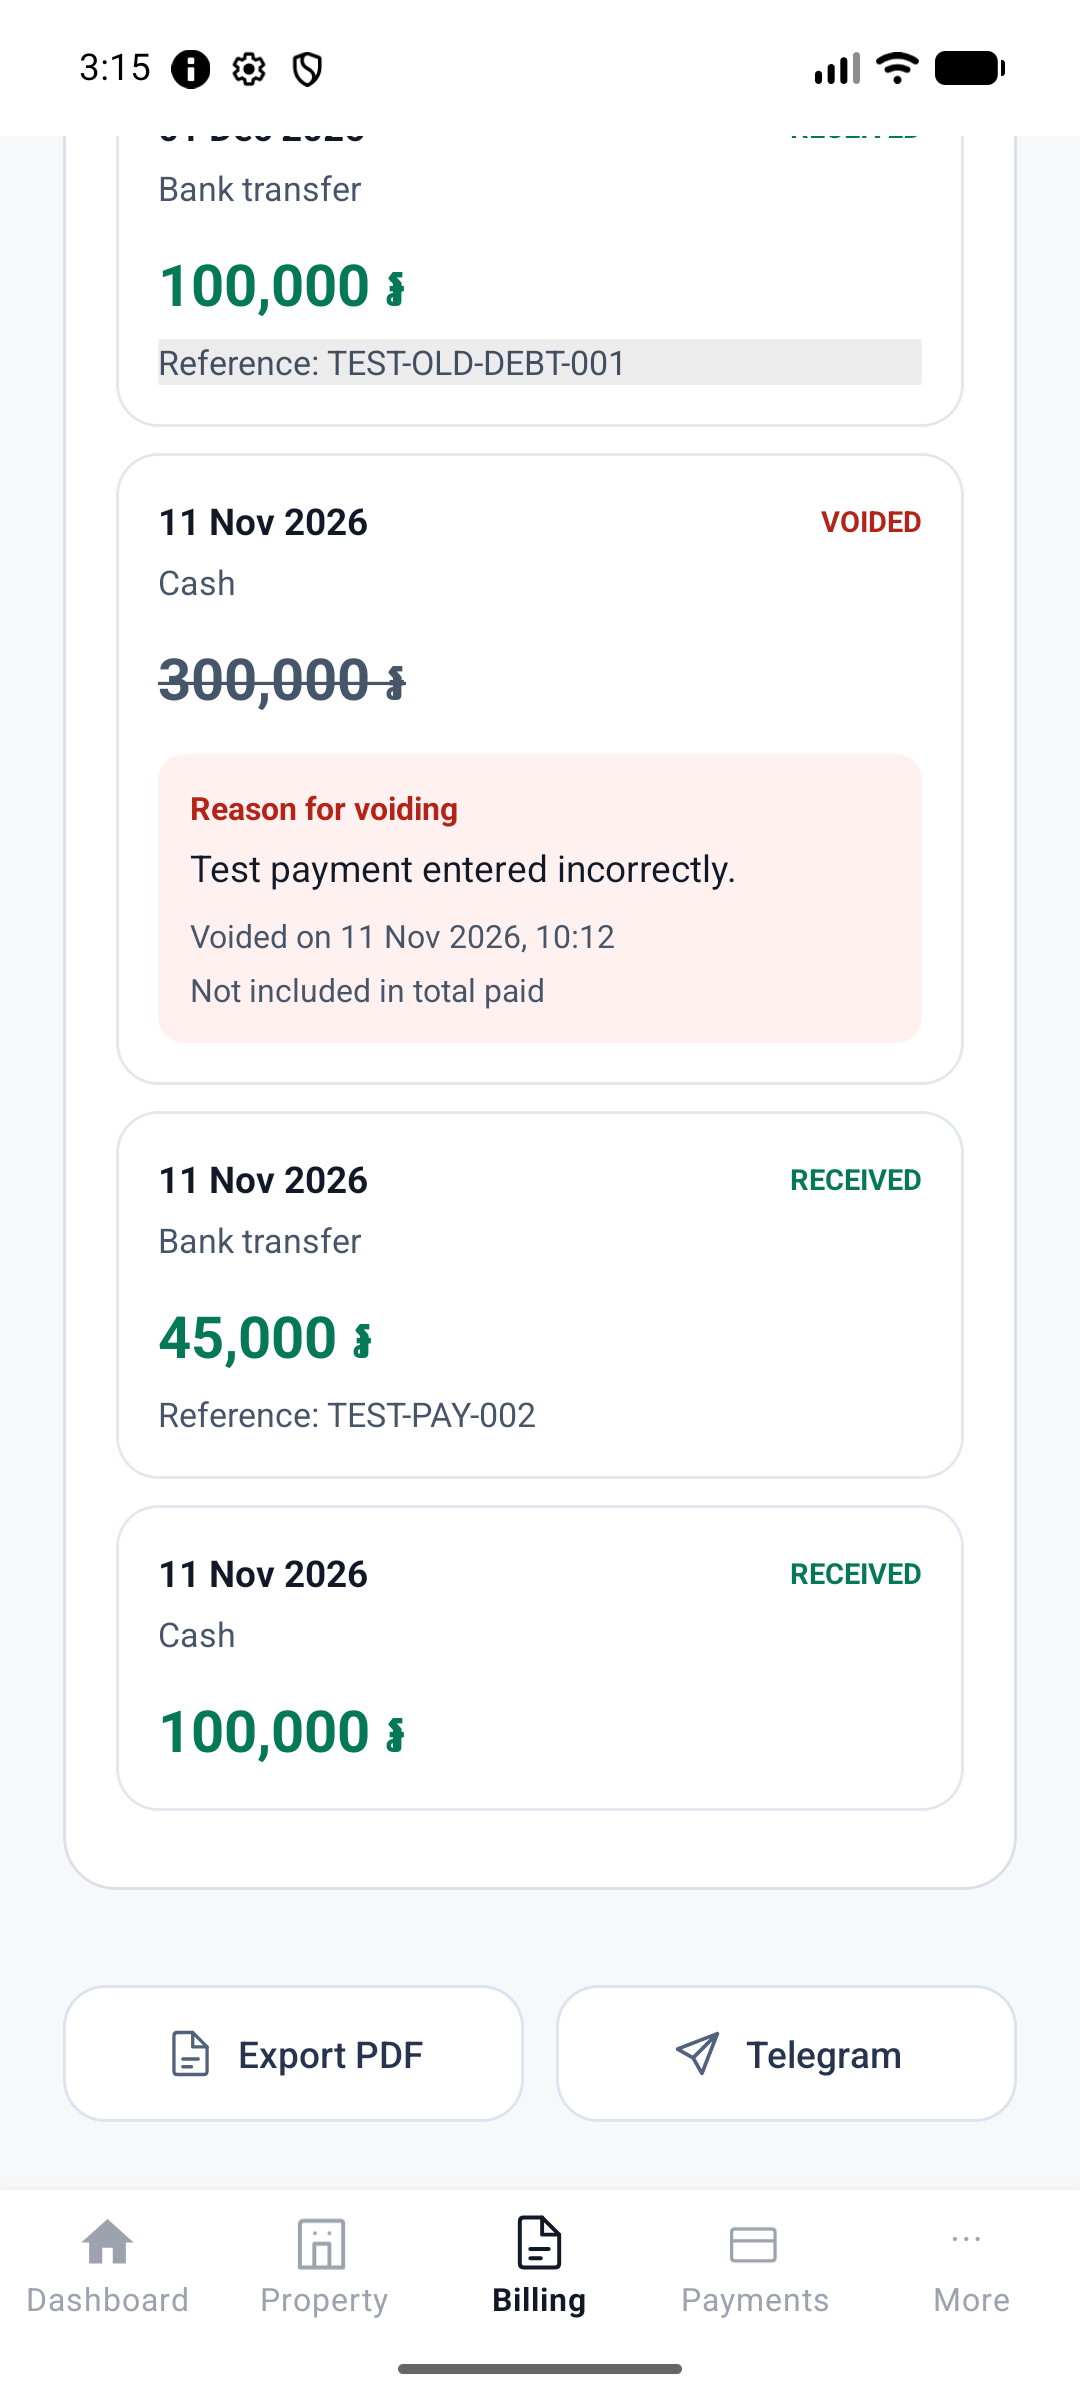 3:15
Bank transfer
100,000 ៛
Reference: TEST-OLD-DEBT-001
11 Nov 2026
VOIDED
Cash
300,000 ៛
Reason for voiding
Test payment entered incorrectly.
Voided on 11 Nov 2026, 10:12
Not included in total paid
11 Nov 2026
RECEIVED
Bank transfer
45,000 ៛
Reference: TEST-PAY-002
11 Nov 2026
RECEIVED
Cash
100,000 ៛
Export PDF
Telegram
Dashboard
Property
Billing
Payments
More